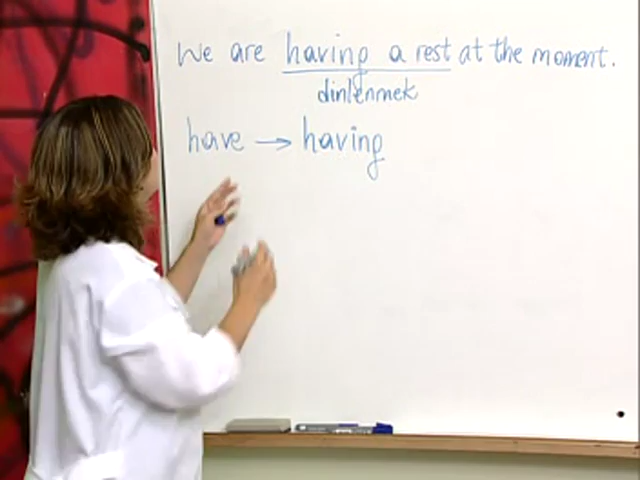 We are having a rest at the moment.
dinlenmek
have → having